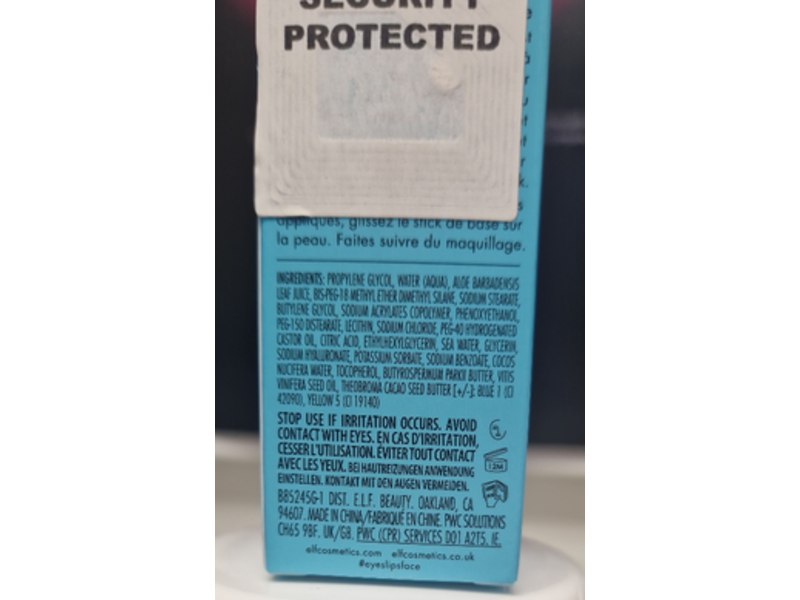 SECURITY
PROTECTED
appliqués, glissez le stick de base sur
la peau. Faites suivre du maquillage.
INGREDIENTS: PROPYLENE GLYCOL, WATER (AQUA), ALOE BARBADENSIS
LEAF JUICE, BIS-PEG-18 METHYL ETHER DIMETHYL SILANE, SODIUM STEARATE,
BUTYLENE GLYCOL, SODIUM ACRYLATES COPOLYMER, PHENOXYETHANOL,
PEG-150 DISTEARATE, LECITHIN, SODIUM CHLORIDE, PEG-40 HYDROGENATED
CASTOR OIL, CITRIC ACID, ETHYLHEXYLGLYCERIN, SEA WATER, GLYCERIN,
SODIUM HYALURONATE, POTASSIUM SORBATE, SODIUM BENZOATE, COCOS
NUCIFERA WATER, TOCOPHEROL, BUTYROSPERMUM PARKII BUTTER, VITIS
VINIFERA SEED OIL, THEOBROMA CACAO SEED BUTTER [+/-]: BLUE 1 (CI
42090), YELLOW 5 (CI 19140)
STOP USE IF IRRITATION OCCURS. AVOID
CONTACT WITH EYES. EN CAS D'IRRITATION,
CESSER L'UTILISATION. ÉVITER TOUT CONTACT
AVEC LES YEUX. BEI HAUTREIZUNGEN ANWENDUNG
EINSTELLEN. KONTAKT MIT DEN AUGEN VERMEIDEN.
12M
B85245G-1 DIST. E.L.F. BEAUTY. OAKLAND, CA
94607. MADE IN CHINA/FABRIQUÉ EN CHINE. PWC SOLUTIONS
CH65 9BF. UK/GB. PWC (CPR) SERVICES D01 A2T5. IE.
elfcosmetics.com elfcosmetics.co.uk
#eyeslipsface